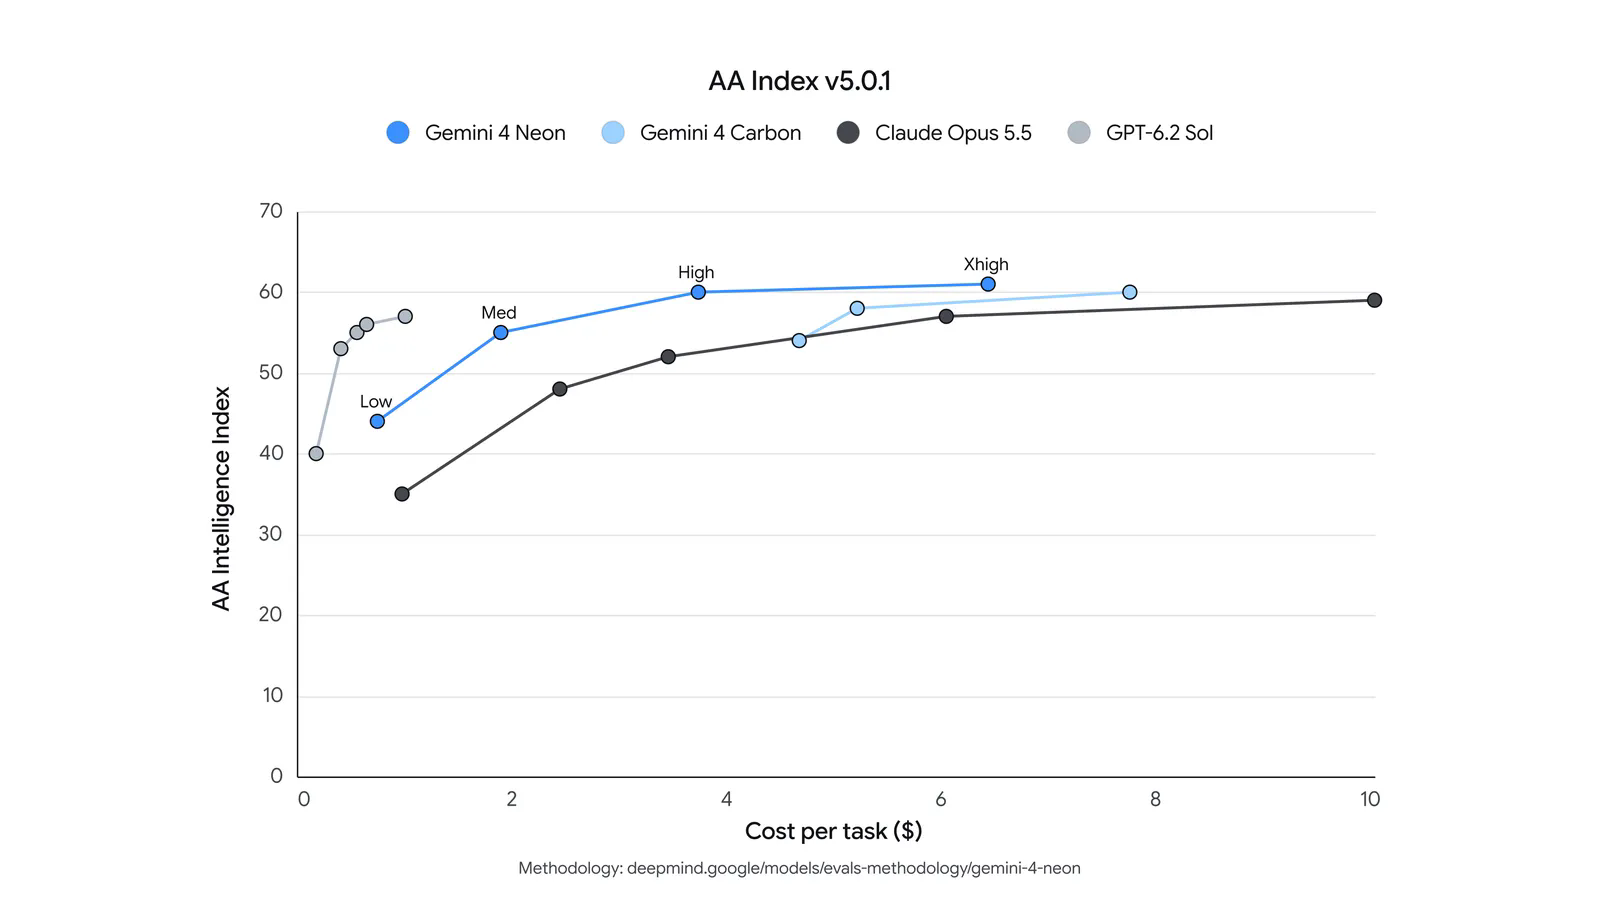 AA Index v5.0.1
Gemini 4 Neon Gemini 4 Carbon Claude Opus 5.5 GPT-6.2 Sol
70
60
50
40
30
20
10
0
AA Intelligence Index
Low
Med
High
Xhigh
0 2 4 6 8 10
Cost per task ($)
Methodology: deepmind.google/models/evals-methodology/gemini-4-neon